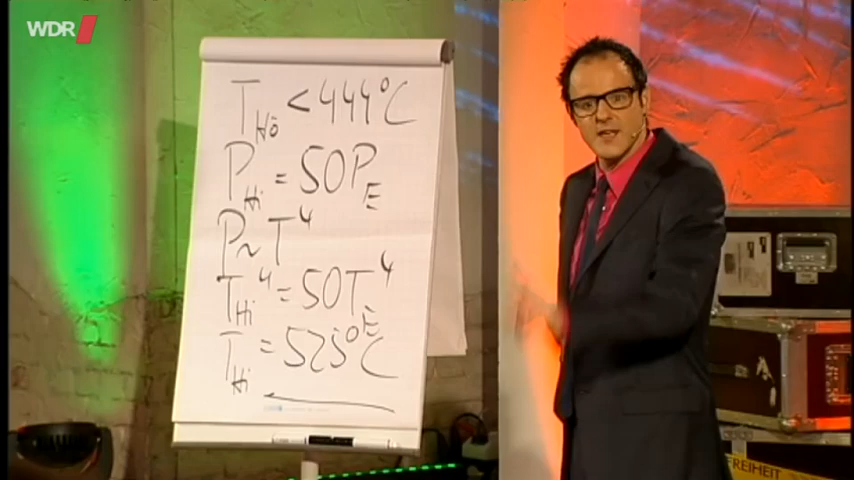 WDR
T_Hö < 444°C
P_Hi = 50P_E
P ~ T⁴
T_Hi⁴ = 50T_E⁴
T_Hi = 525°C
FREIHEIT